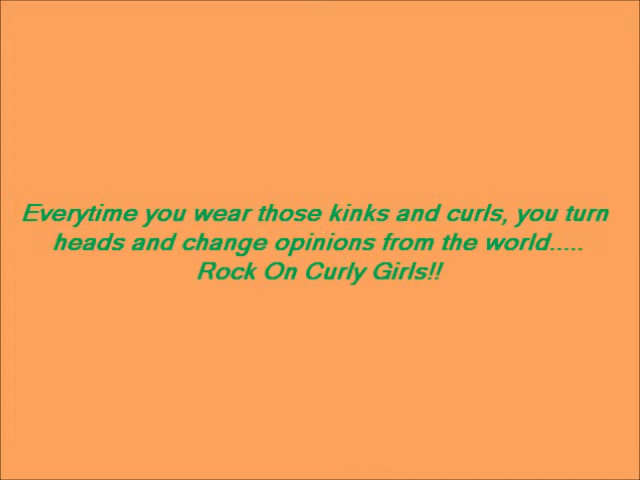 Everytime you wear those kinks and curls, you turn
heads and change opinions from the world.....
Rock On Curly Girls!!